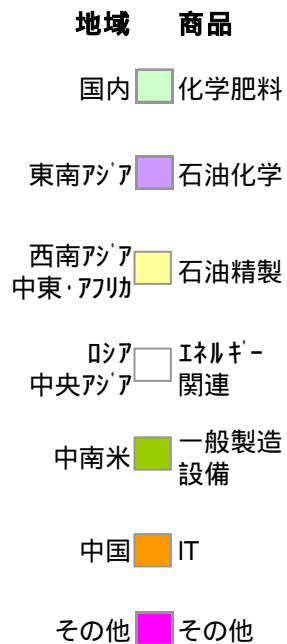 地域 商品
国内 化学肥料
東南アジア 石油化学
西南アジア
中東・アフリカ 石油精製
ロシア
中央アジア エネルギー
関連
中南米 一般製造
設備
中国 IT
その他 その他